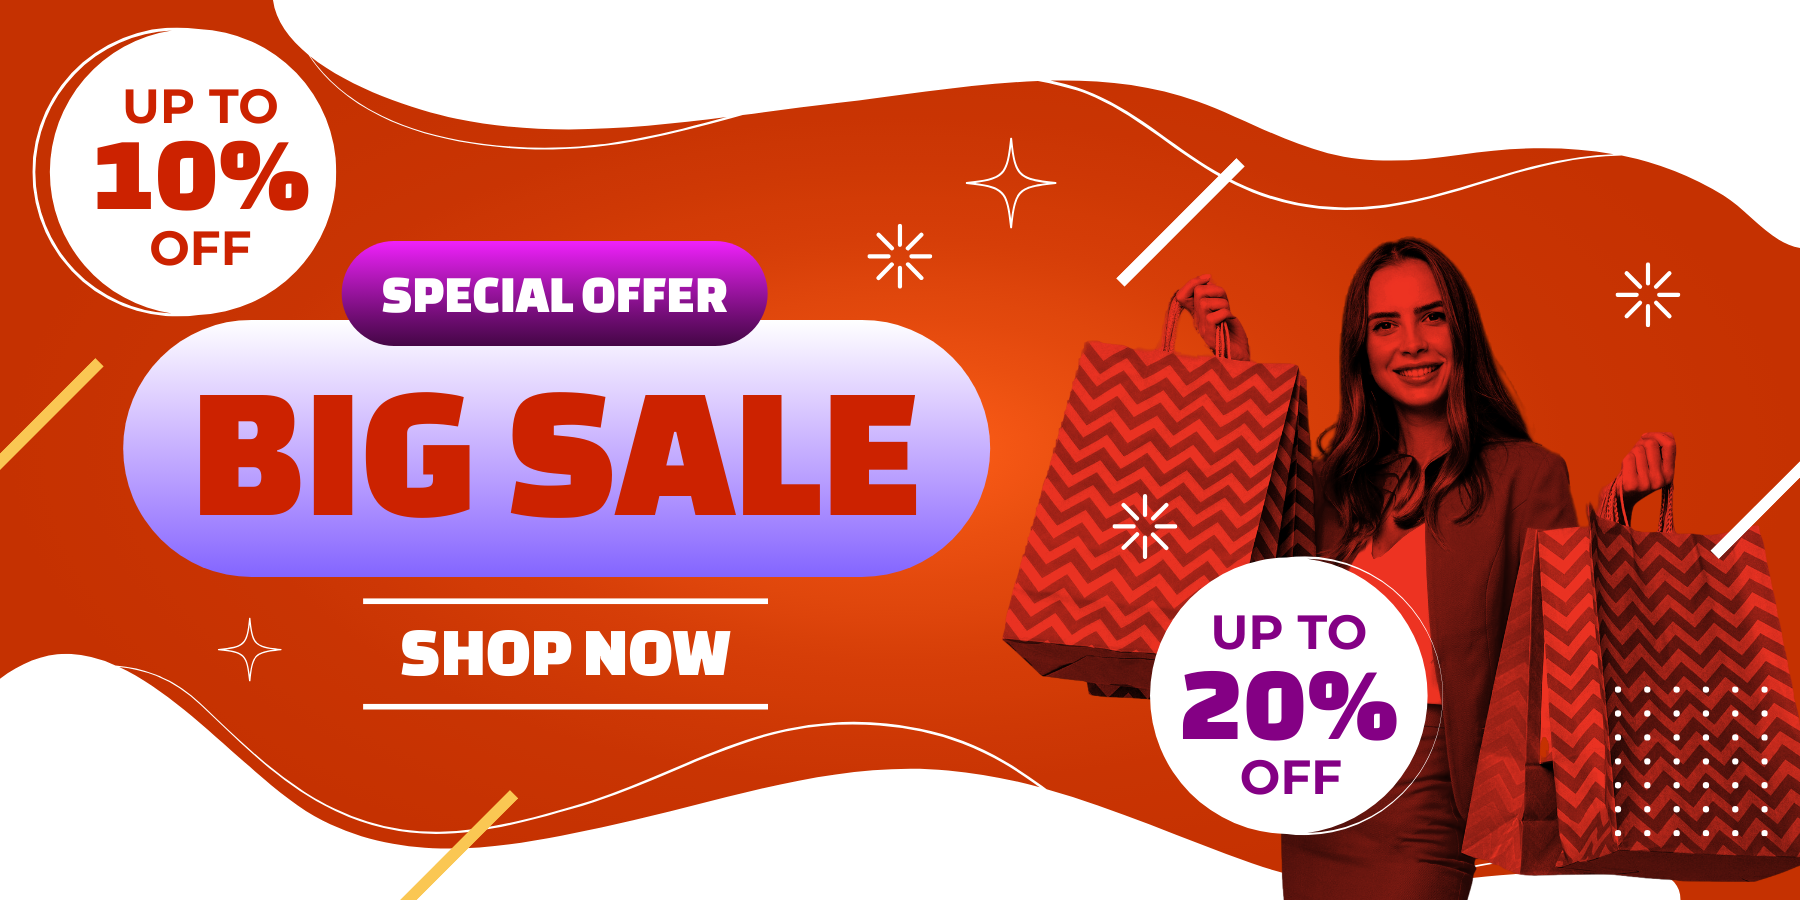 UP TO
10%
OFF
SPECIAL OFFER
BIG SALE
SHOP NOW
UP TO
20%
OFF